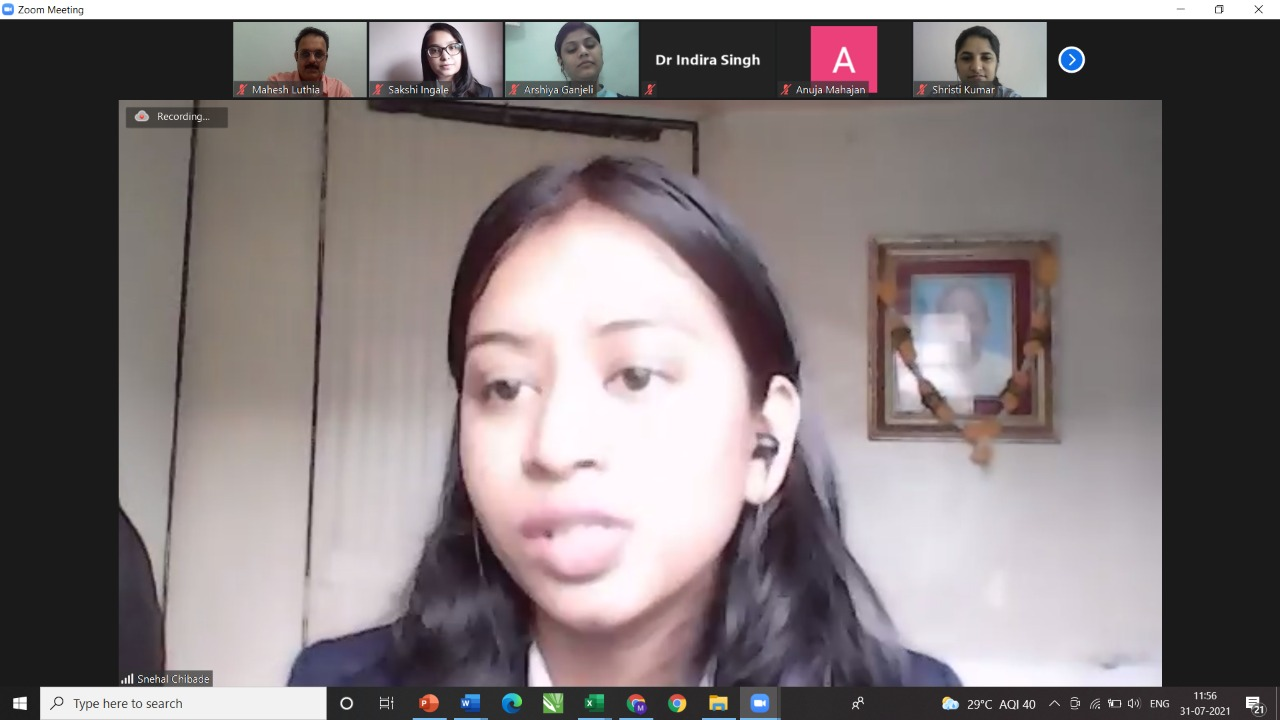 Zoom Meeting
Mahesh Luthia
Sakshi Ingale
Arshiya Ganjeli
Dr Indira Singh
A
Anuja Mahajan
Shristi Kumar
Recording...
Snehal Chibade
Type here to search
P
W
X
M
29°C AQI 40
ENG
11:56
31-07-2021
21